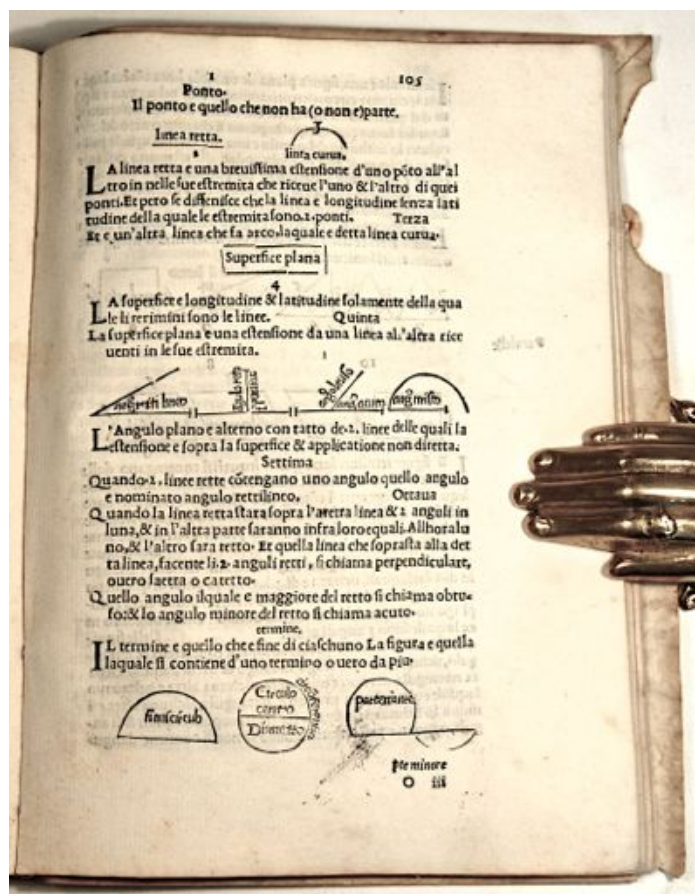 1 105
Ponto.
Il ponto e quello che non ha (o non e) parte.
linea retta. 3
2 linea curua.
LA linea retta e una breuissima estensione d'uno põto all'al
tro in nelle sue estremita che riceue l'uno & l'altro di quei
ponti. Et pero se diffenisce che la linea e longitudine senza lati
tudine della quale le estremita sono .2. ponti. Terza
Et e un'altra linea che fa arco, laquale e detta linea curua.
Superfice plana
4
LA superfice e longitudine & latitudine solamente della qua
le li terimini sono le linee. Quinta
La superfice plana e una estensione da una linea al'altra rice
uenti in le sue estremita.
L'Angulo plano e alterno con tatto de .2. linee delle quali la
estensione e sopra la superfice & applicatione non diretta.
Settima
Quando .2. linee rette cõtengano uno angulo quello angulo
e nominato angulo rettilineo. Ottaua
Quando la linea retta stara sopra l'aretra linea & 2 anguli in
luna, & in l'altra parte saranno infra loro equali. Allhora lu
no, & l'altro sara retto. Et quella linea che soprasta alla det
ta linea, facente li .2. anguli retti, si chiama perpendiculare,
ouero saetta o catetto.
Quello angulo ilquale e maggiore del retto si chiama obtu-
so: & lo angulo minore del retto si chiama acuto.
termine.
IL termine e quello che e fine di ciaschuno La figura e quella
laquale si contiene d'uno termino o uero da piu.
Circulo
centro
Diametro
pte minore
O iii